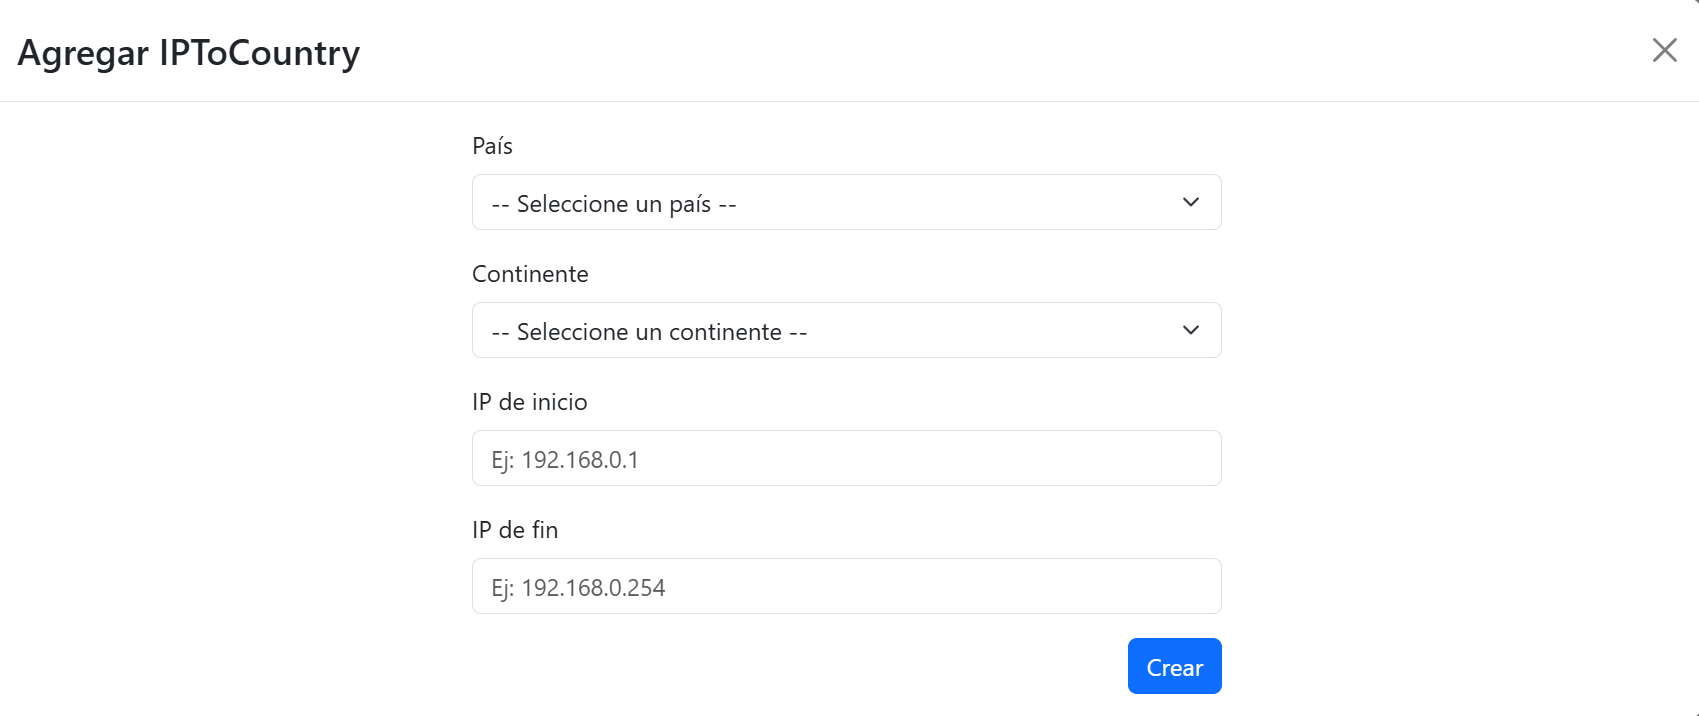 Agregar IPToCountry
País
-- Seleccione un país --
Continente
-- Seleccione un continente --
IP de inicio
Ej: 192.168.0.1
IP de fin
Ej: 192.168.0.254
Crear